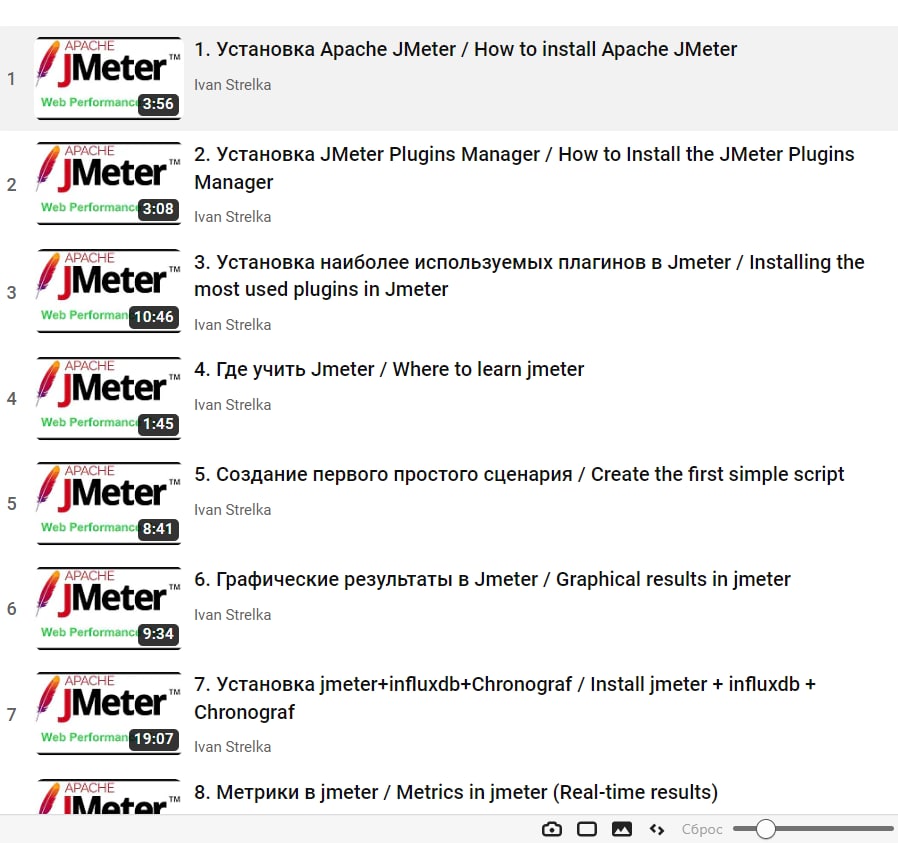 1
APACHE
JMeter™
Web Performanc
3:56
1. Установка Apache JMeter / How to install Apache JMeter
Ivan Strelka
2
APACHE
JMeter™
Web Performanc
3:08
2. Установка JMeter Plugins Manager / How to Install the JMeter Plugins
Manager
Ivan Strelka
3
APACHE
JMeter™
Web Performan
10:46
3. Установка наиболее используемых плагинов в Jmeter / Installing the
most used plugins in Jmeter
Ivan Strelka
4
APACHE
JMeter™
Web Performanc
1:45
4. Где учить Jmeter / Where to learn jmeter
Ivan Strelka
5
APACHE
JMeter™
Web Performanc
8:41
5. Создание первого простого сценария / Create the first simple script
Ivan Strelka
6
APACHE
JMeter™
Web Performanc
9:34
6. Графические результаты в Jmeter / Graphical results in jmeter
Ivan Strelka
7
APACHE
JMeter™
Web Performan
19:07
7. Установка jmeter+influxdb+Chronograf / Install jmeter + influxdb +
Chronograf
Ivan Strelka
APACHE
JMeter™
8. Метрики в jmeter / Metrics in jmeter (Real-time results)
Сброс